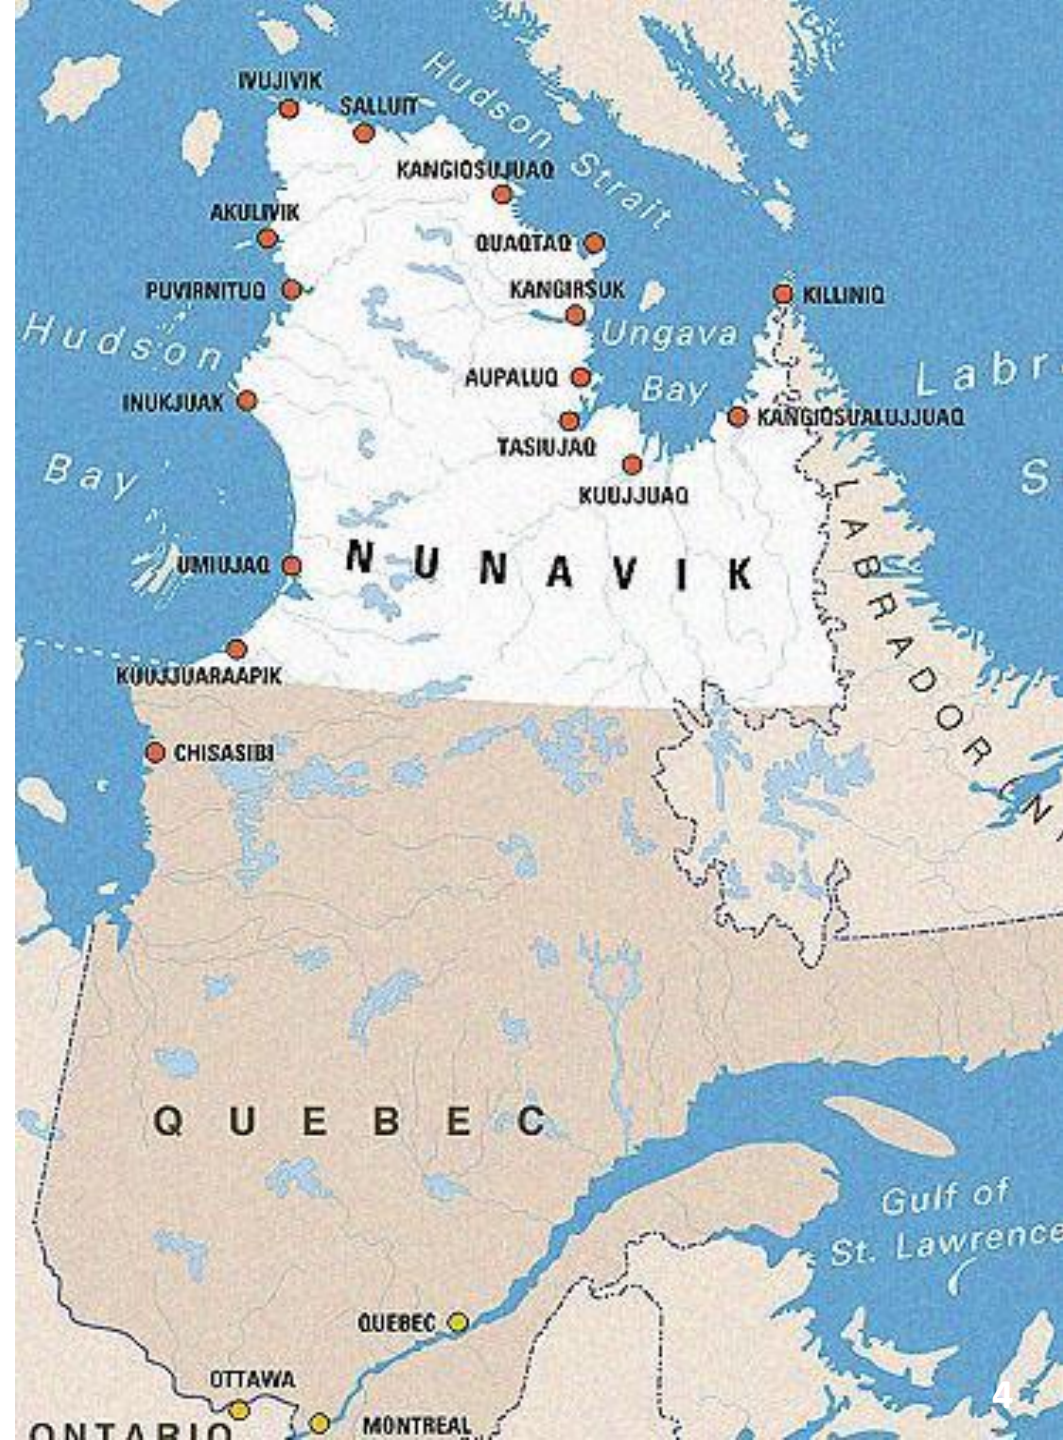 IVUJIVIK
SALLUIT
Hudson Strait
KANGIQSUJUAQ
AKULIVIK
QUAQTAQ
PUVIRNITUQ
KANGIRSUK
KILLINIQ
Ungava
Bay
Hudson
Bay
Labr
S
AUPALUQ
INUKJUAK
KANGIQSUALUJJUAQ
TASIUJAQ
KUUJJUAQ
UMIUJAQ
NUNAVIK
LABRADOR
(N
KUUJJUARAAPIK
CHISASIBI
QUEBEC
Gulf of
St. Lawrence
QUEBEC
OTTAWA
ONTARIO
MONTREAL
4